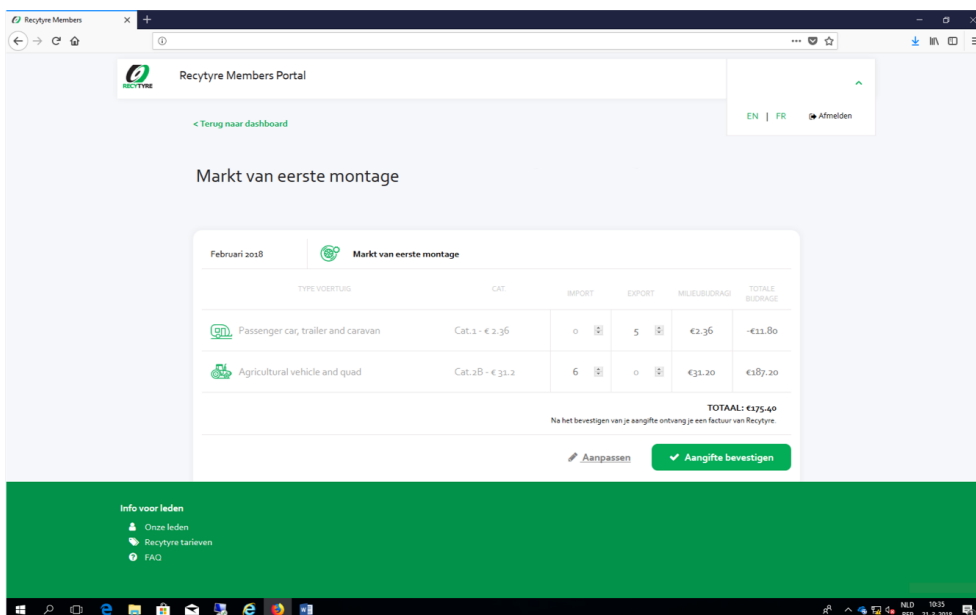 Recytyre Members
RECYTYRE
Recytyre Members Portal
EN | FR Afmelden
< Terug naar dashboard
Markt van eerste montage
Februari 2018 Markt van eerste montage
TYPE VOERTUIG CAT. IMPORT EXPORT MILIEUBIJDRAGE TOTALE BIJDRAGE
Passenger car, trailer and caravan Cat.1 - € 2.36 0 5 €2.36 -€11.80
Agricultural vehicle and quad Cat.2B - € 31.2 6 0 €31.20 €187.20
TOTAAL: €175.40
Na het bevestigen van je aangifte ontvang je een factuur van Recytyre.
Aanpassen Aangifte bevestigen
Info voor leden
Onze leden
Recytyre tarieven
FAQ
NLD 10:35